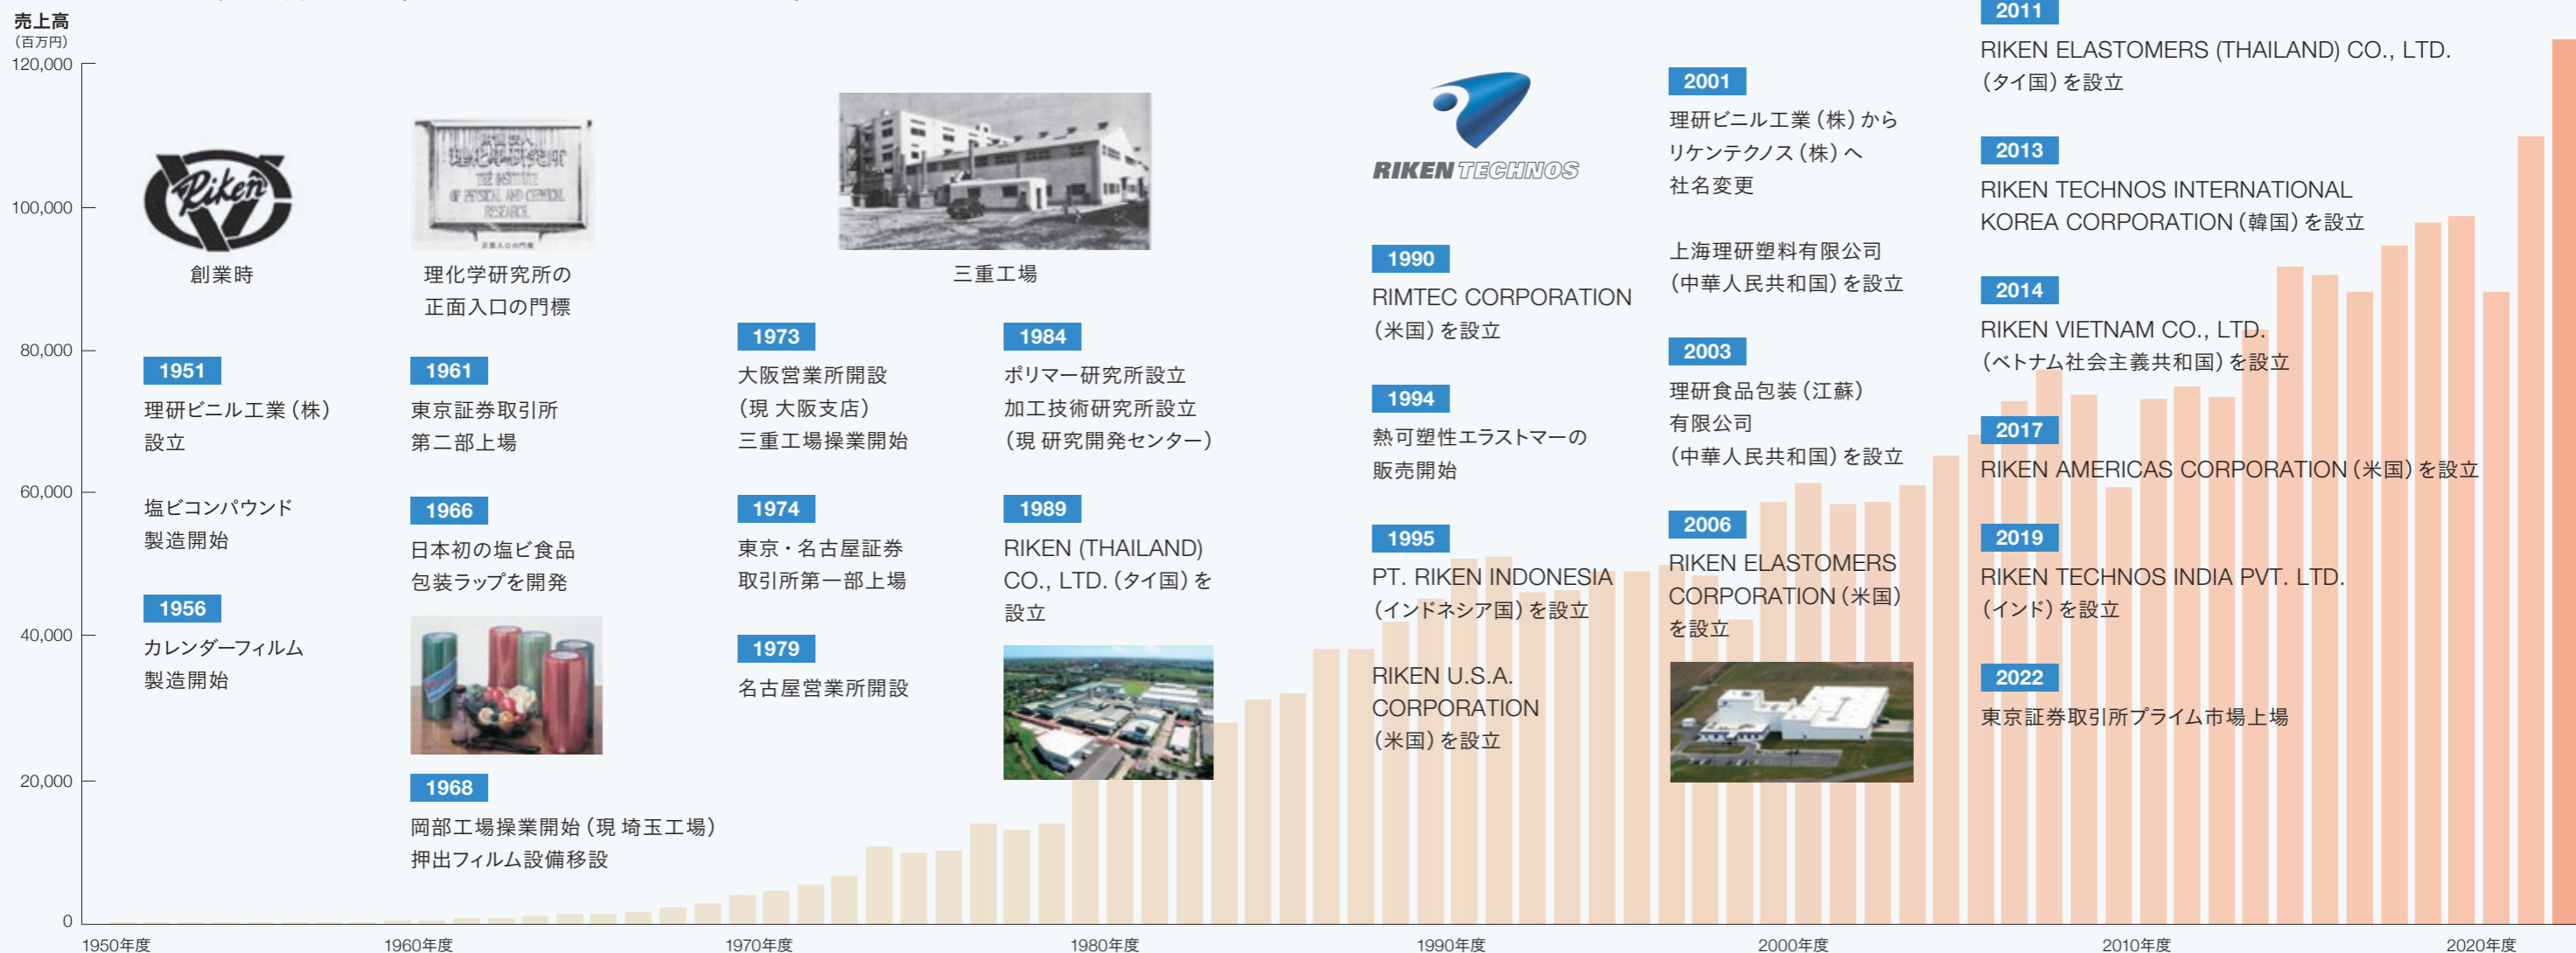 売上高
（百万円）
120,000
100,000
80,000
60,000
40,000
20,000
0
Riken
創業時
1951
理研ビニル工業（株）
設立
塩ビコンパウンド
製造開始
1956
カレンダーフィルム
製造開始
THE INSTITUTE
OF PHYSICAL AND CHEMICAL
RESEARCH.
正面入口の門標
理化学研究所の
正面入口の門標
1961
東京証券取引所
第二部上場
1966
日本初の塩ビ食品
包装ラップを開発
1968
岡部工場操業開始（現 埼玉工場）
押出フィルム設備移設
三重工場
1973
大阪営業所開設
（現 大阪支店）
三重工場操業開始
1974
東京・名古屋証券
取引所第一部上場
1979
名古屋営業所開設
1984
ポリマー研究所設立
加工技術研究所設立
（現 研究開発センター）
1989
RIKEN (THAILAND)
CO., LTD.（タイ国）を
設立
RIKEN TECHNOS
1990
RIMTEC CORPORATION
（米国）を設立
1994
熱可塑性エラストマーの
販売開始
1995
PT. RIKEN INDONESIA
（インドネシア国）を設立
RIKEN U.S.A.
CORPORATION
（米国）を設立
2001
理研ビニル工業（株）から
リケンテクノス（株）へ
社名変更
上海理研塑料有限公司
（中華人民共和国）を設立
2003
理研食品包装（江蘇）
有限公司
（中華人民共和国）を設立
2006
RIKEN ELASTOMERS
CORPORATION（米国）
を設立
2011
RIKEN ELASTOMERS (THAILAND) CO., LTD.
（タイ国）を設立
2013
RIKEN TECHNOS INTERNATIONAL
KOREA CORPORATION（韓国）を設立
2014
RIKEN VIETNAM CO., LTD.
（ベトナム社会主義共和国）を設立
2017
RIKEN AMERICAS CORPORATION（米国）を設立
2019
RIKEN TECHNOS INDIA PVT. LTD.
（インド）を設立
2022
東京証券取引所プライム市場上場
1950年度
1960年度
1970年度
1980年度
1990年度
2000年度
2010年度
2020年度